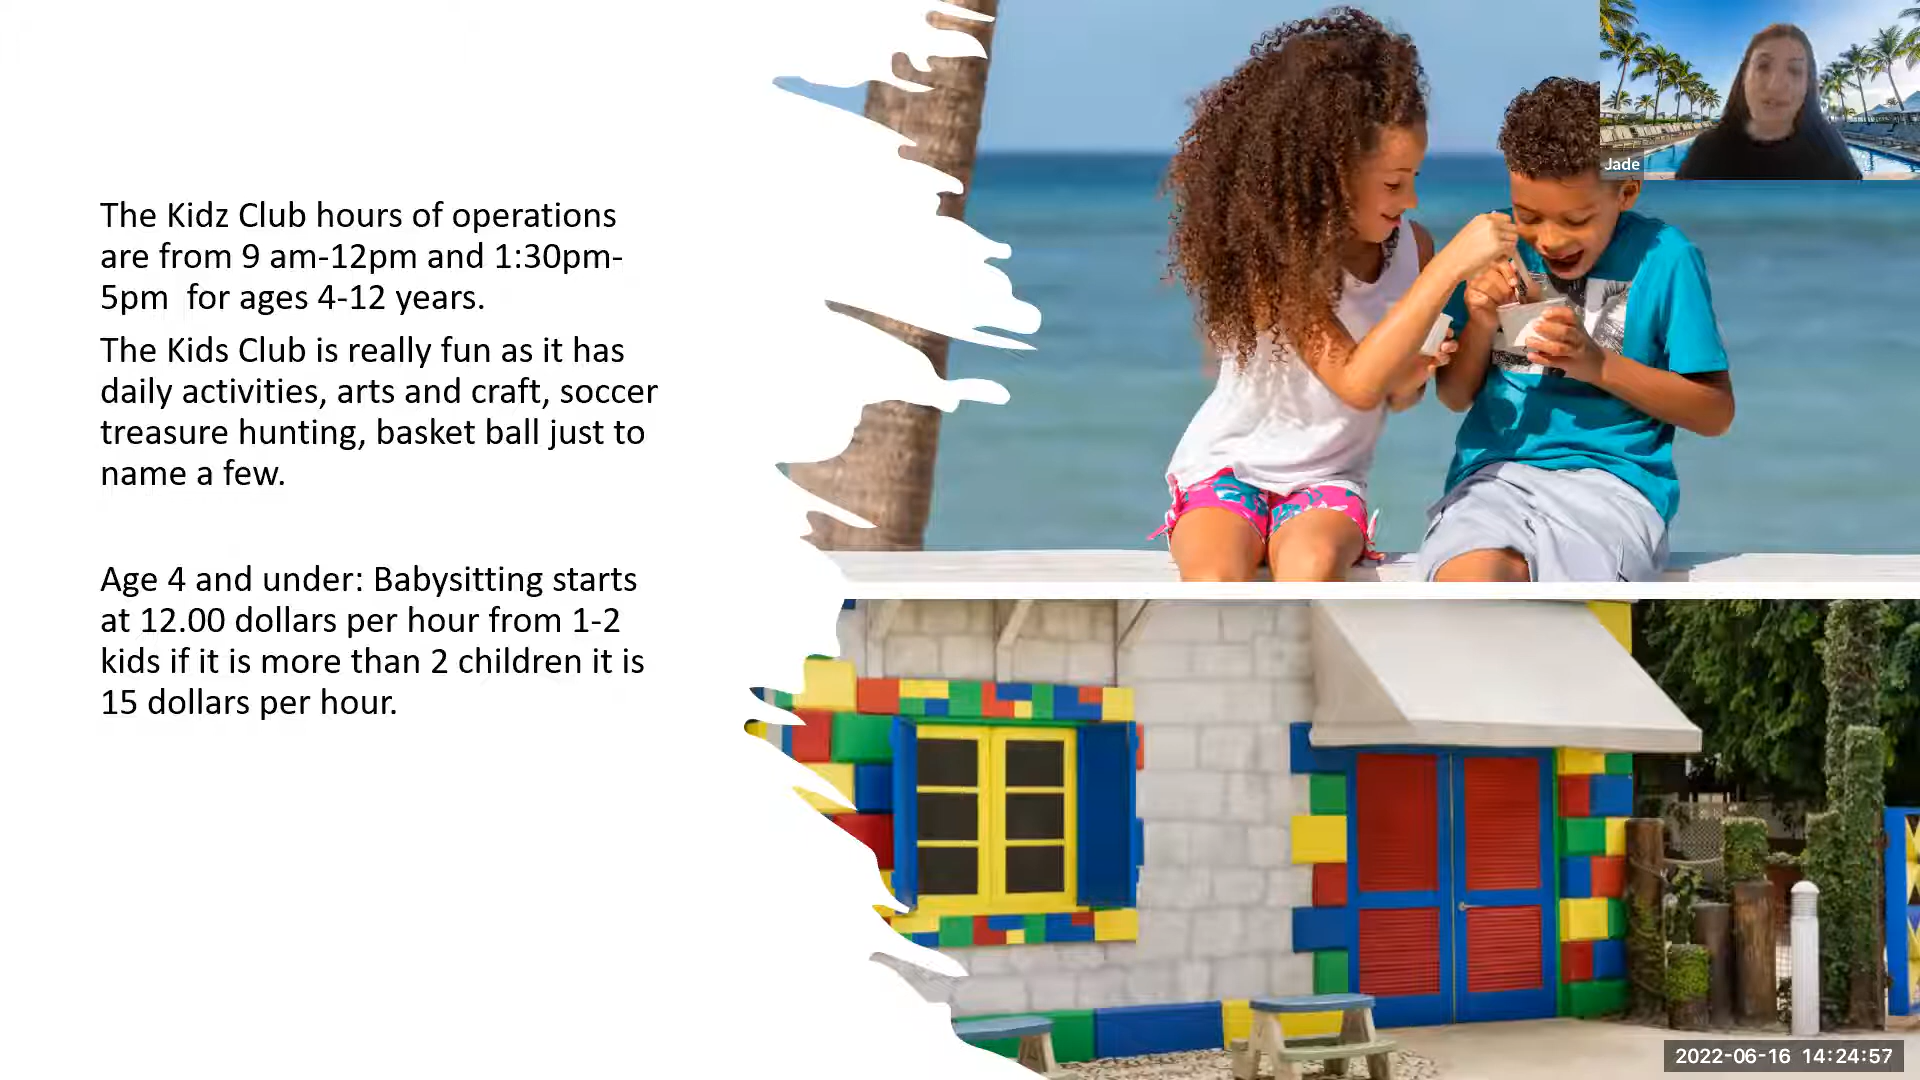 The Kidz Club hours of operations
are from 9 am-12pm and 1:30pm-
5pm  for ages 4-12 years.
The Kids Club is really fun as it has
daily activities, arts and craft, soccer
treasure hunting, basket ball just to
name a few.
Age 4 and under: Babysitting starts
at 12.00 dollars per hour from 1-2
kids if it is more than 2 children it is
15 dollars per hour.
Jade
2022-06-16 14:24:57